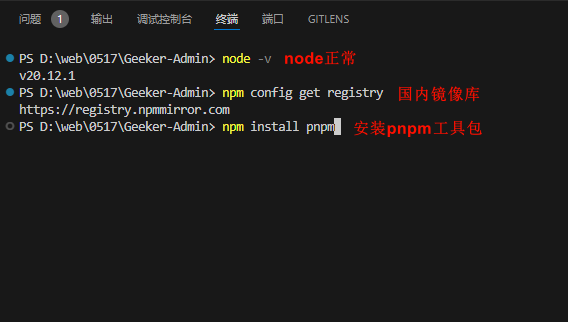 问题 1 输出 调试控制台 终端 端口 GITLENS
PS D:\web\0517\Geeker-Admin> node -v node正常
v20.12.1
PS D:\web\0517\Geeker-Admin> npm config get registry 国内镜像库
https://registry.npmmirror.com
PS D:\web\0517\Geeker-Admin> npm install pnpm 安装pnpm工具包